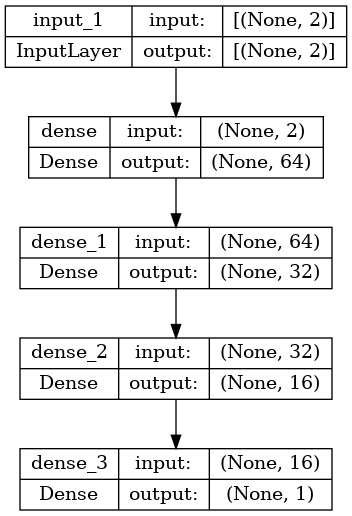 input_1 input: [(None, 2)]
InputLayer output: [(None, 2)]
dense input: (None, 2)
Dense output: (None, 64)
dense_1 input: (None, 64)
Dense output: (None, 32)
dense_2 input: (None, 32)
Dense output: (None, 16)
dense_3 input: (None, 16)
Dense output: (None, 1)